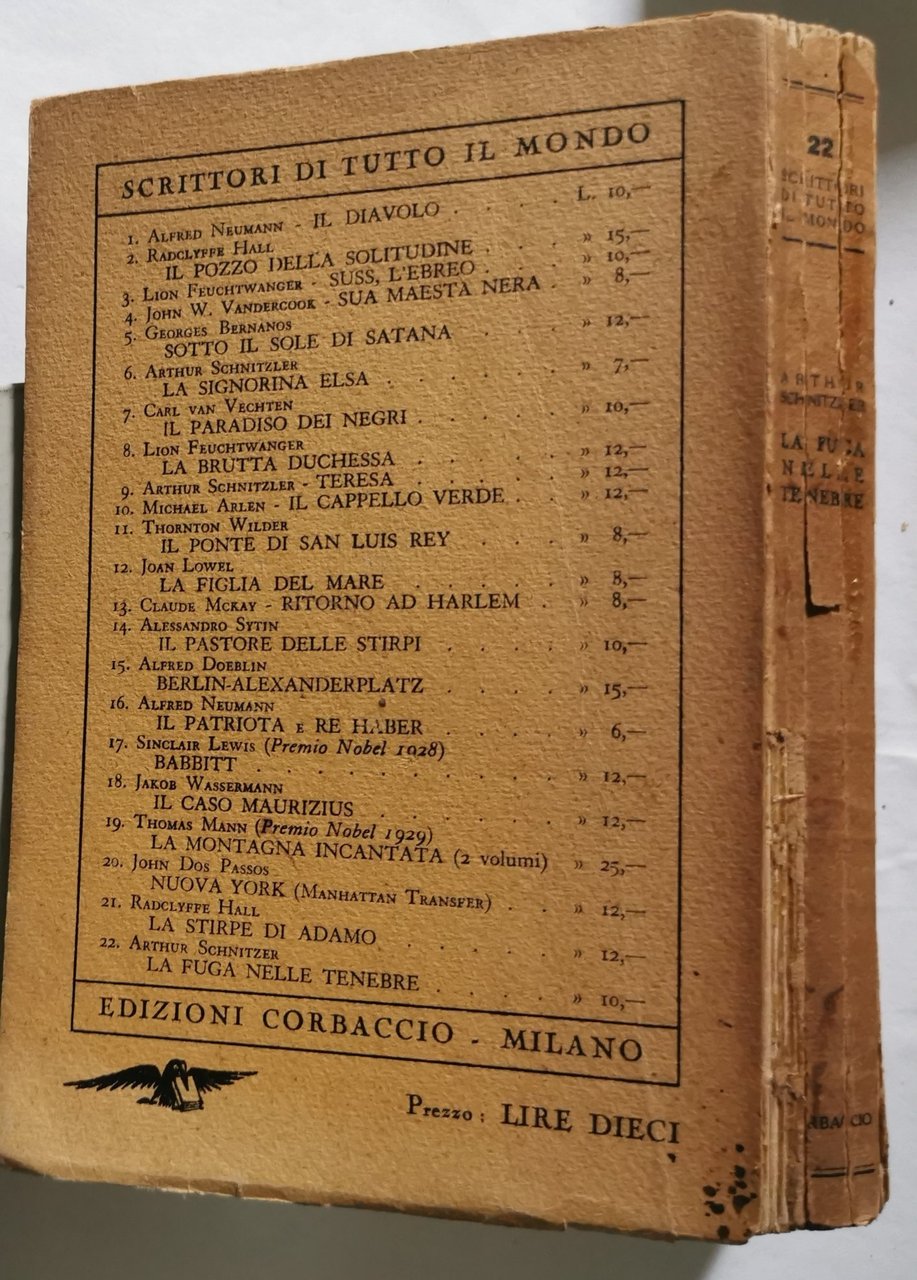 SCRITTORI DI TUTTO IL MONDO
1. Alfred Neumann - IL DIAVOLO . . . . L. 10,—
2. Radclyffe Hall
IL POZZO DELLA SOLITUDINE . . . » 15,—
3. Lion Feuchtwanger - SUSS, L'EBREO . . . » 10,—
4. John W. Vandercook - SUA MAESTA NERA . » 8,—
5. Georges Bernanos
SOTTO IL SOLE DI SATANA . . . . » 12,—
6. Arthur Schnitzler
LA SIGNORINA ELSA . . . . . » 7,—
7. Carl van Vechten
IL PARADISO DEI NEGRI . . . . . » 10,—
8. Lion Feuchtwanger
LA BRUTTA DUCHESSA . . . . . » 12,—
9. Arthur Schnitzler - TERESA . . . . . » 12,—
10. Michael Arlen - IL CAPPELLO VERDE . . » 12,—
11. Thornton Wilder
IL PONTE DI SAN LUIS REY . . . . » 8,—
12. Joan Lowel
LA FIGLIA DEL MARE . . . . . » 8,—
13. Claude McKay - RITORNO AD HARLEM . » 8,—
14. Alessandro Sytin
IL PASTORE DELLE STIRPI . . . . » 10,—
15. Alfred Doeblin
BERLIN-ALEXANDERPLATZ . . . . » 15,—
16. Alfred Neumann
IL PATRIOTA e RE HABER . . . . » 6,—
17. Sinclair Lewis (Premio Nobel 1928)
BABBITT . . . . . . . . » 12,—
18. Jakob Wassermann
IL CASO MAURIZIUS . . . . . . » 12,—
19. Thomas Mann (Premio Nobel 1929)
LA MONTAGNA INCANTATA (2 volumi) » 25,—
20. John Dos Passos
NUOVA YORK (Manhattan Transfer) . . » 12,—
21. Radclyffe Hall
LA STIRPE DI ADAMO . . . . . » 12,—
22. Arthur Schnitzer
LA FUGA NELLE TENEBRE . . . . » 10,—
EDIZIONI CORBACCIO - MILANO
Prezzo : LIRE DIECI
22
SCRITTORI
DI TUTTO
IL MONDO
ARTHUR
SCHNITZLER
LA FUGA
NELLE
TENEBRE
RBACCIO